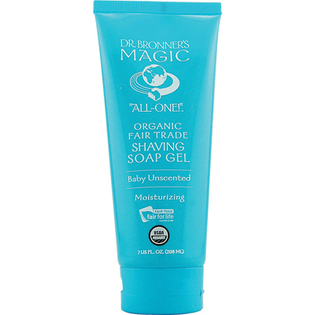 DR. BRONNER'S
MAGIC
"ALL-ONE!"
ORGANIC
FAIR TRADE
SHAVING
SOAP GEL
Baby Unscented
Moisturizing
fair for life
USDA
ORGANIC
7 FL. OZ. (208 ML)